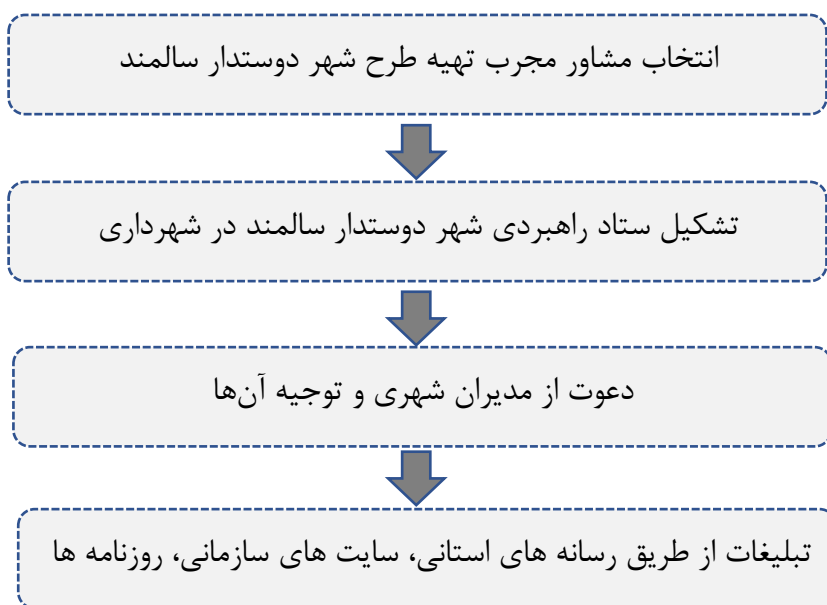 انتخاب مشاور مجرب تهیه طرح شهر دوستدار سالمند
تشکیل ستاد راهبردی شهر دوستدار سالمند در شهرداری
دعوت از مدیران شهری و توجیه آن‌ها
تبلیغات از طریق رسانه های استانی، سایت های سازمانی، روزنامه ها